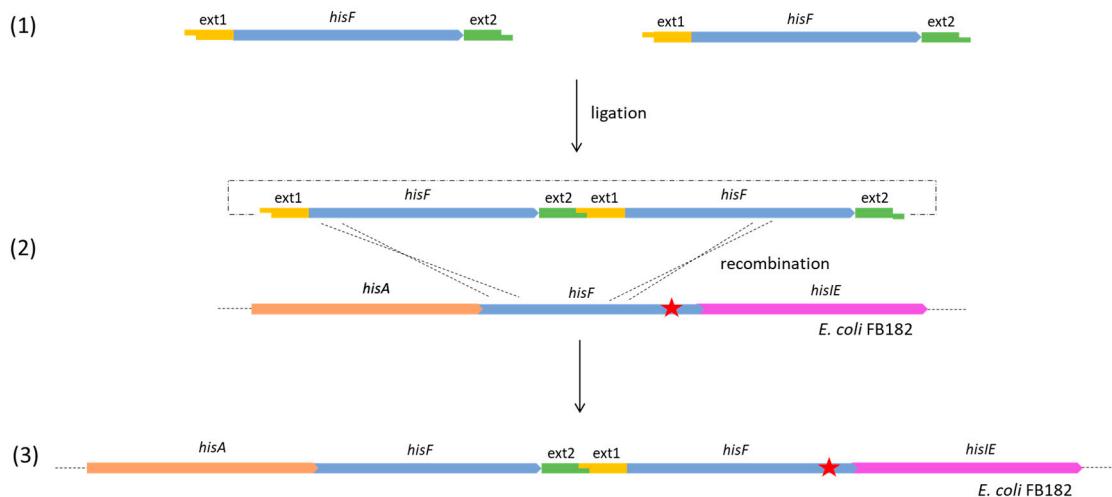 (1)
ext1 hisF ext2 ext1 hisF ext2
ligation
(2)
ext1 hisF ext2 ext1 hisF ext2
recombination
hisA hisF hisIE
E. coli FB182
(3)
hisA hisF ext2 ext1 hisF hisIE
E. coli FB182